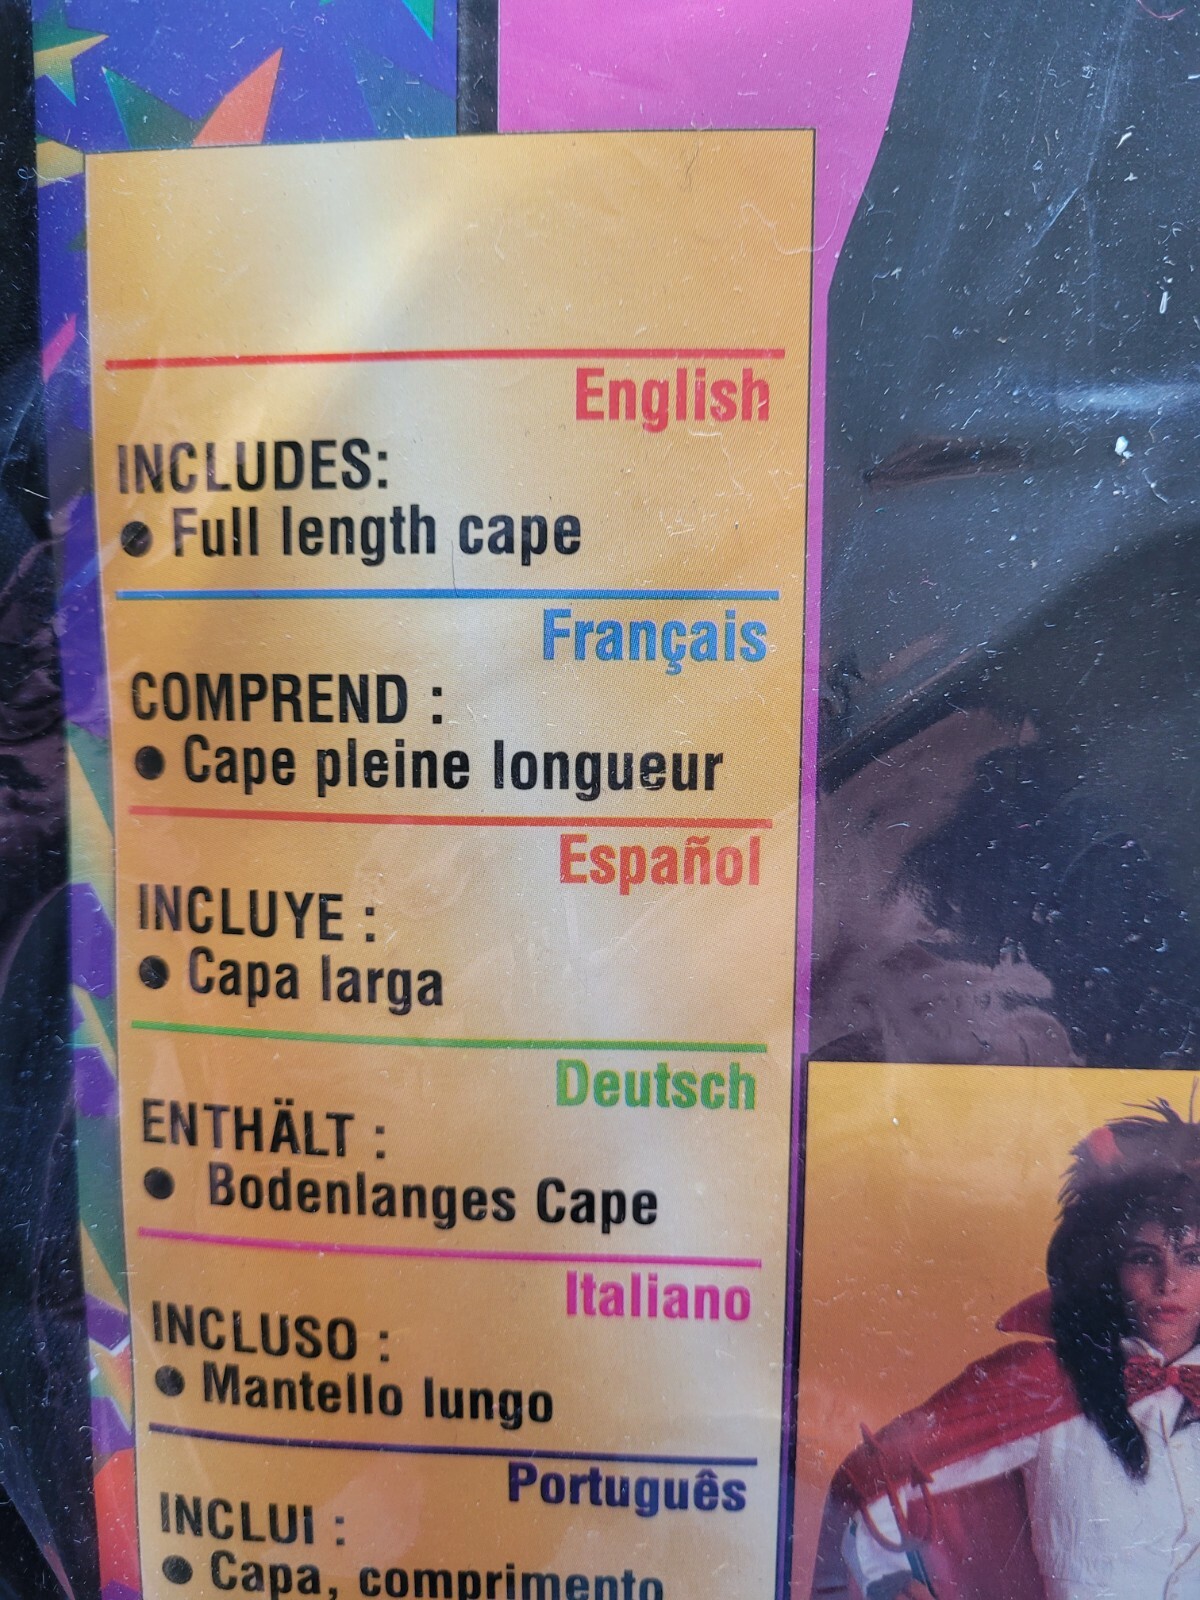 English
INCLUDES:
● Full length cape
Français
COMPREND :
● Cape pleine longueur
Español
INCLUYE :
● Capa larga
Deutsch
ENTHÄLT :
● Bodenlanges Cape
Italiano
INCLUSO :
● Mantello lungo
Português
INCLUI :
● Capa, comprimento